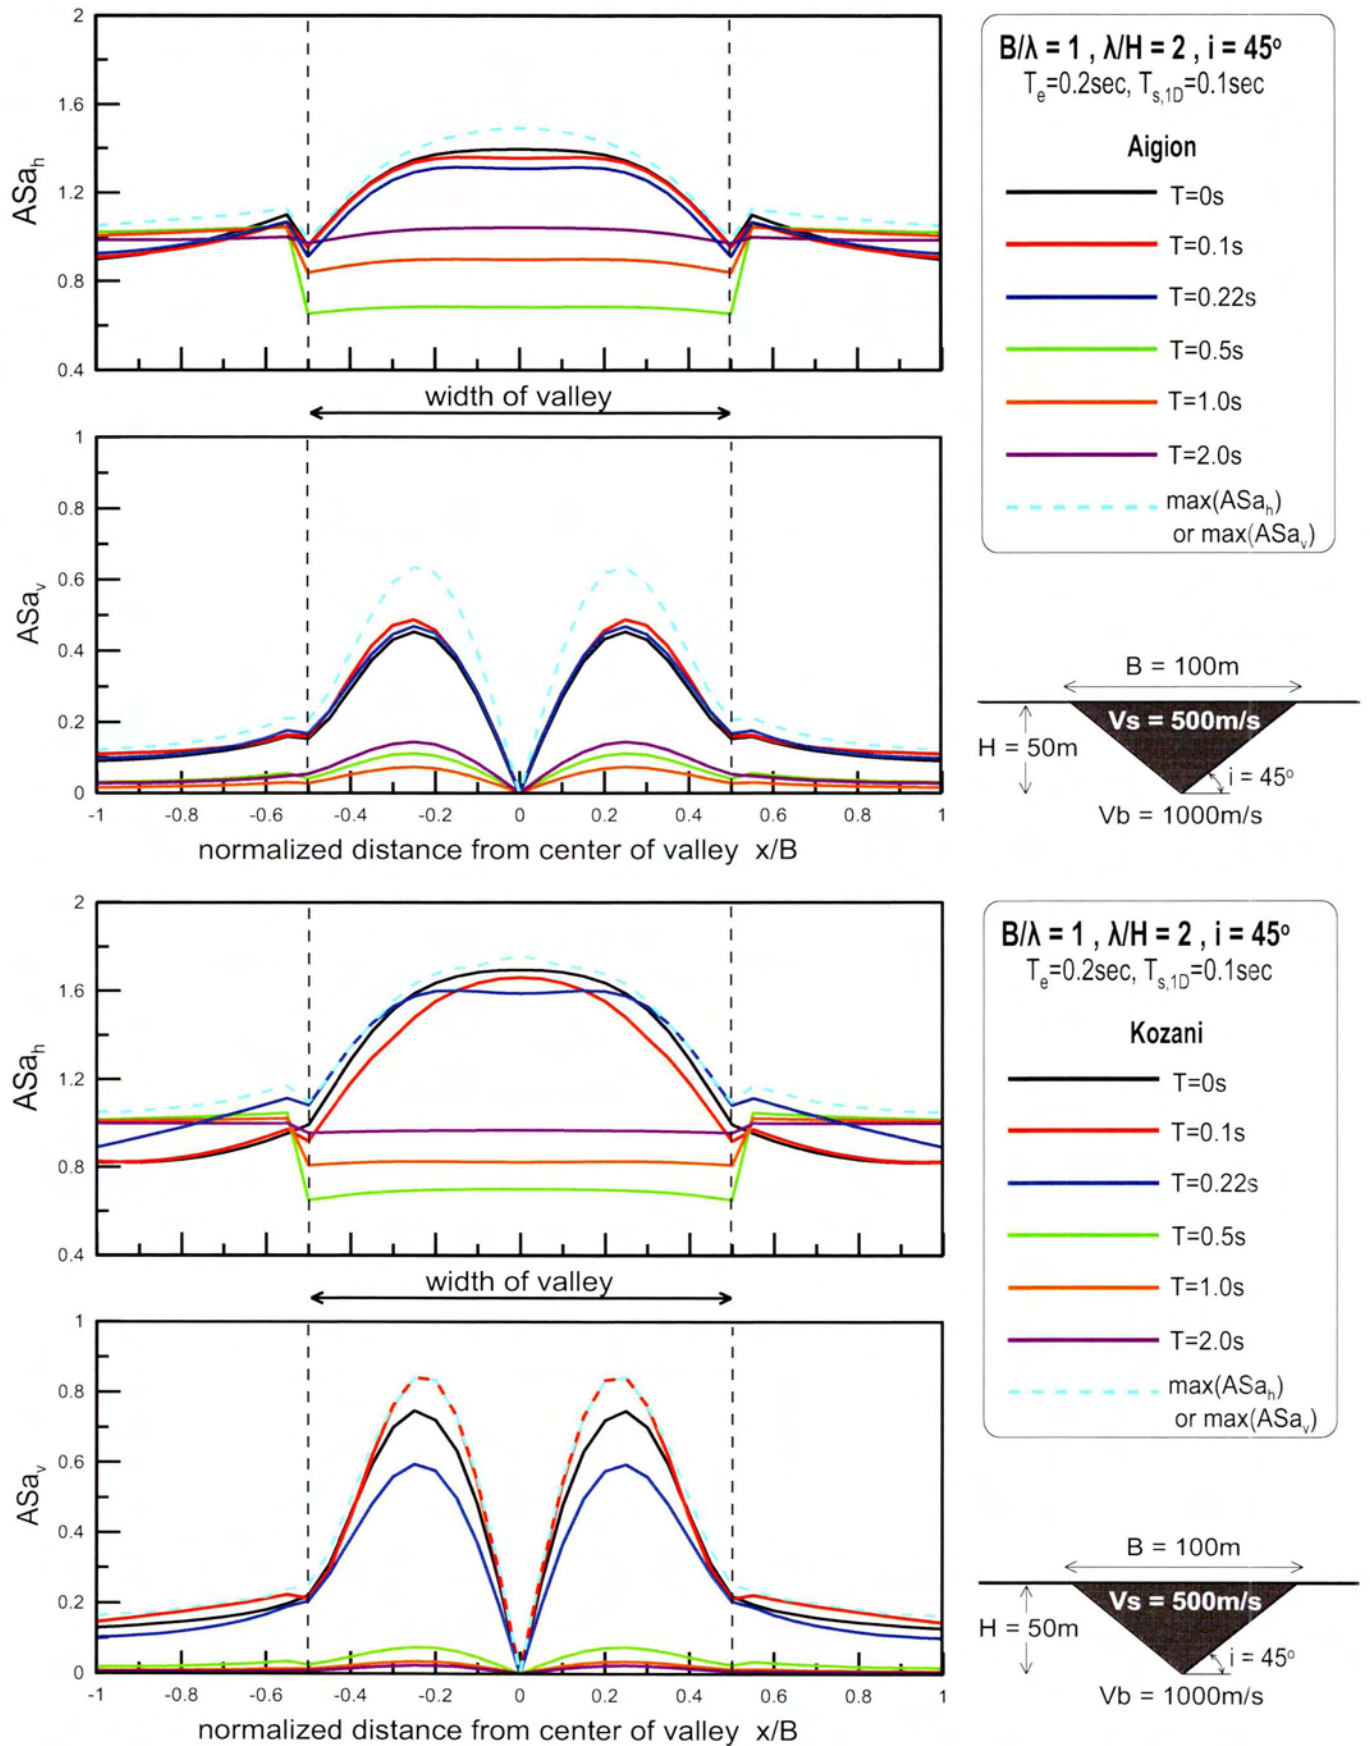 2
1.6
1.2
0.8
0.4
ASa_h
width of valley
1
0.8
0.6
0.4
0.2
0
ASa_v
-1 -0.8 -0.6 -0.4 -0.2 0 0.2 0.4 0.6 0.8 1
normalized distance from center of valley x/B
B/λ = 1 , λ/H = 2 , i = 45°
T_e=0.2sec, T_s,1D=0.1sec
Aigion
T=0s
T=0.1s
T=0.22s
T=0.5s
T=1.0s
T=2.0s
max(ASa_h)
or max(ASa_v)
B = 100m
Vs = 500m/s
H = 50m
i = 45°
Vb = 1000m/s
2
1.6
1.2
0.8
0.4
ASa_h
width of valley
1
0.8
0.6
0.4
0.2
0
ASa_v
-1 -0.8 -0.6 -0.4 -0.2 0 0.2 0.4 0.6 0.8 1
normalized distance from center of valley x/B
B/λ = 1 , λ/H = 2 , i = 45°
T_e=0.2sec, T_s,1D=0.1sec
Kozani
T=0s
T=0.1s
T=0.22s
T=0.5s
T=1.0s
T=2.0s
max(ASa_h)
or max(ASa_v)
B = 100m
Vs = 500m/s
H = 50m
i = 45°
Vb = 1000m/s